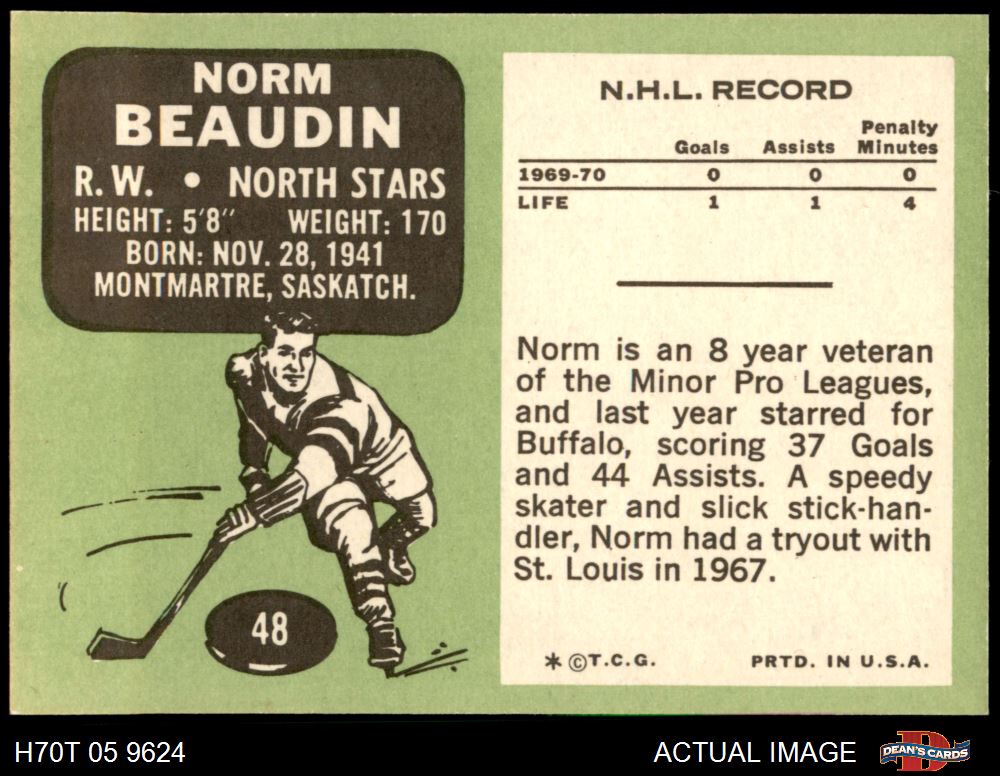 NORM
BEAUDIN
R.W. • NORTH STARS
HEIGHT: 5'8" WEIGHT: 170
BORN: NOV. 28, 1941
MONTMARTRE, SASKATCH.
48
N.H.L. RECORD
Goals Assists Penalty Minutes
1969-70 0 0 0
LIFE 1 1 4
Norm is an 8 year veteran
of the Minor Pro Leagues,
and last year starred for
Buffalo, scoring 37 Goals
and 44 Assists. A speedy
skater and slick stick-han-
dler, Norm had a tryout with
St. Louis in 1967.
* © T.C.G. PRTD. IN U.S.A.
H70T 05 9624 ACTUAL IMAGE DEAN'S CARDS